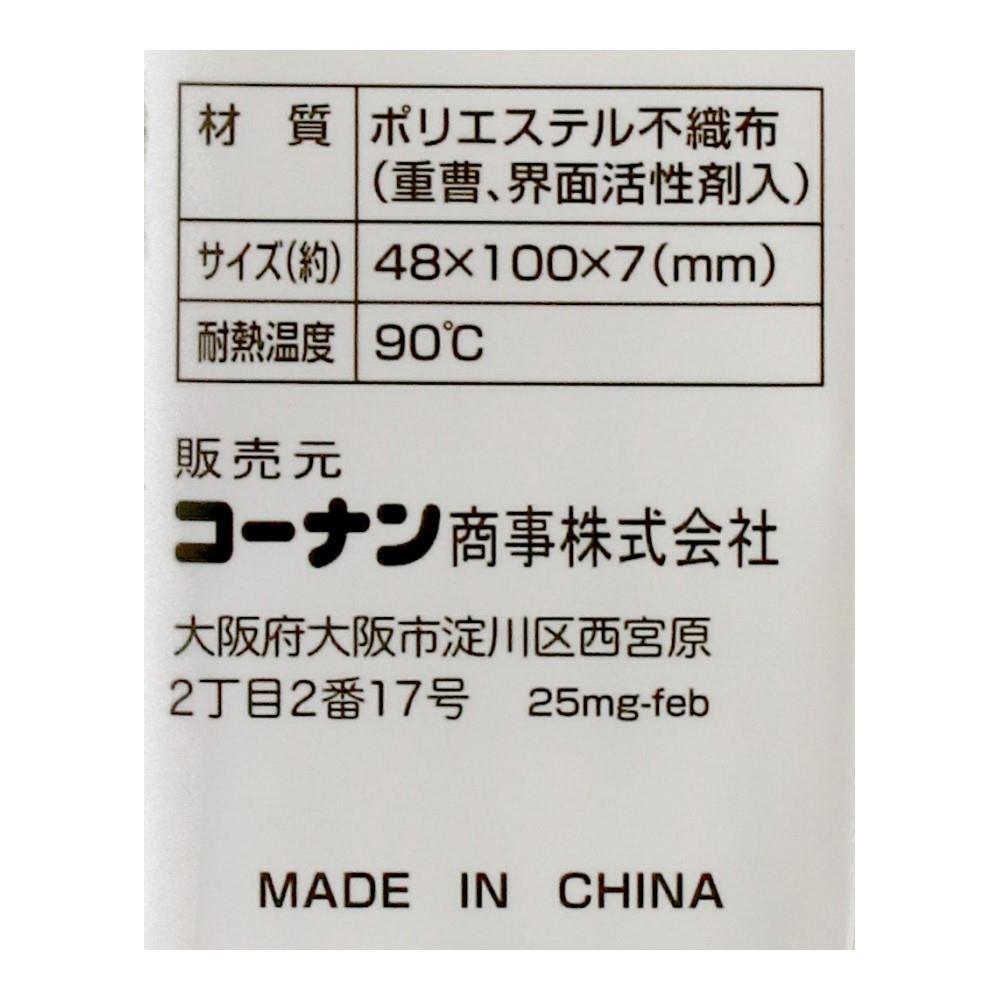 材質 ポリエステル不織布
(重曹、界面活性剤入)
サイズ(約) 48×100×7(mm)
耐熱温度 90℃
販売元
コーナン商事株式会社
大阪府大阪市淀川区西宮原
2丁目2番17号 25mg-feb
MADE IN CHINA